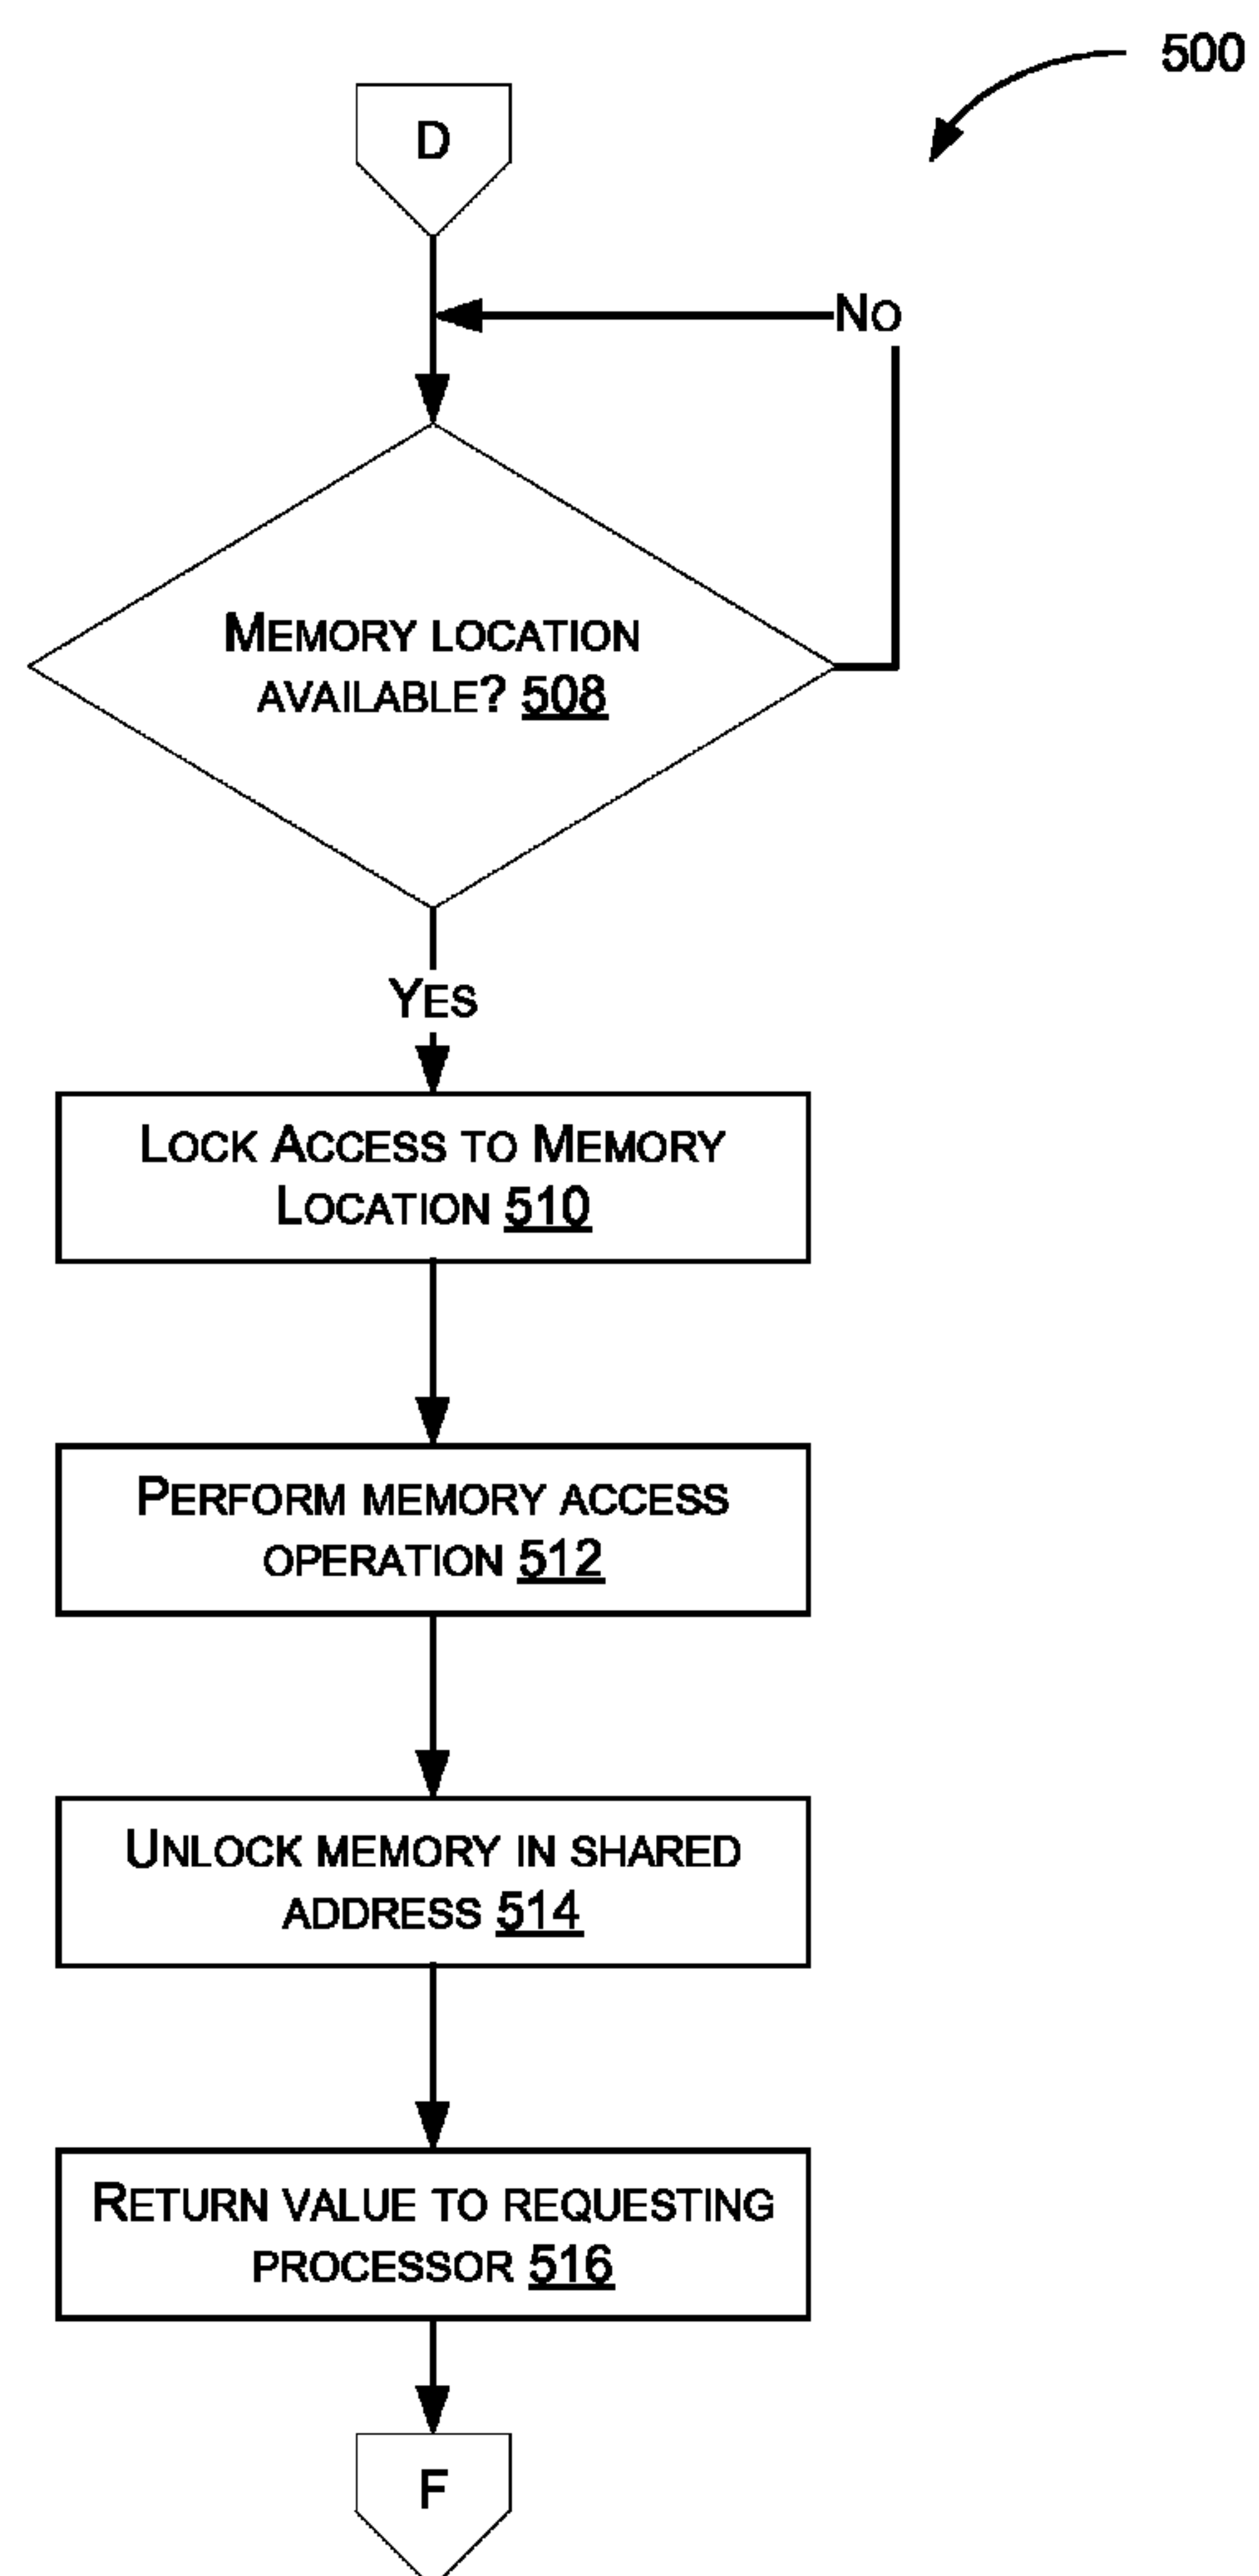 500
D
No
Memory location
available? 508
Yes
Lock Access to Memory
Location 510
Perform memory access
operation 512
Unlock memory in shared
address 514
Return value to requesting
processor 516
F